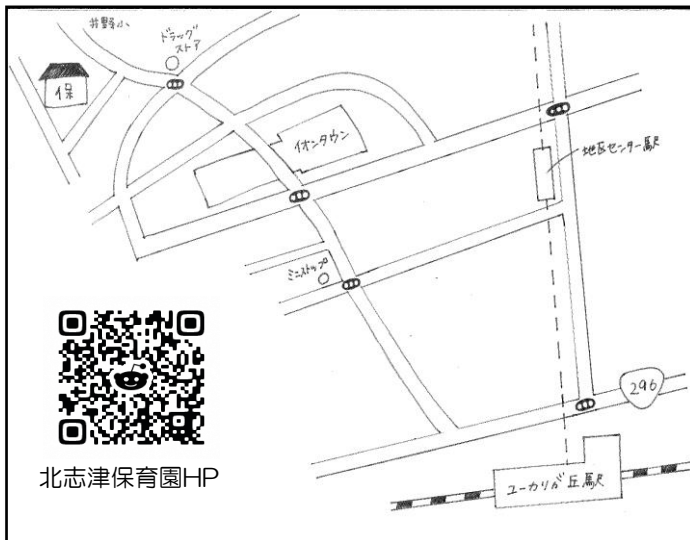 井野小
ドラッグ
ストア
保
イオンタウン
地区センター駅
ミニストップ
296
ユーカリが丘駅
北志津保育園HP